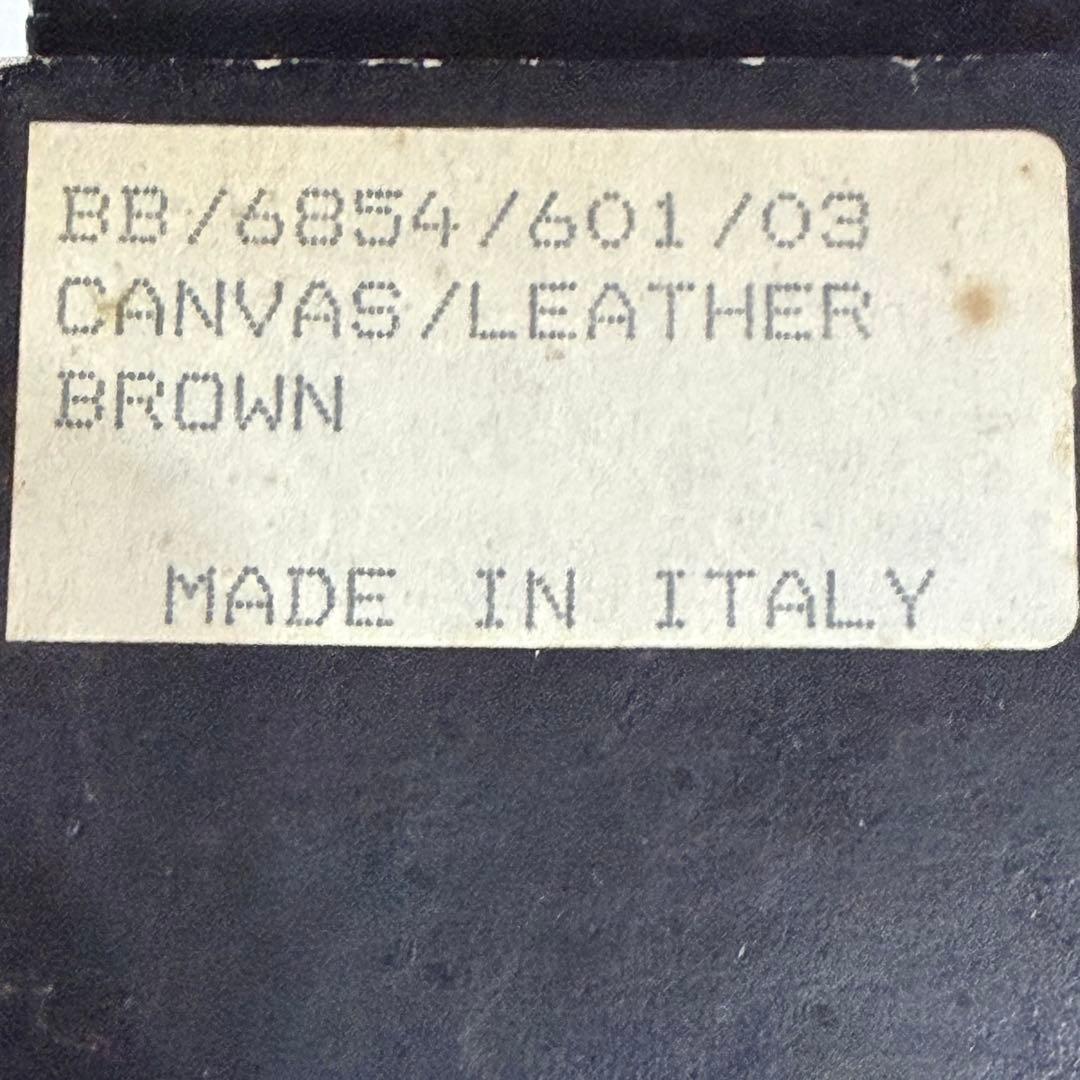 BB/6854/601/03
CANVAS/LEATHER
BROWN
MADE IN ITALY